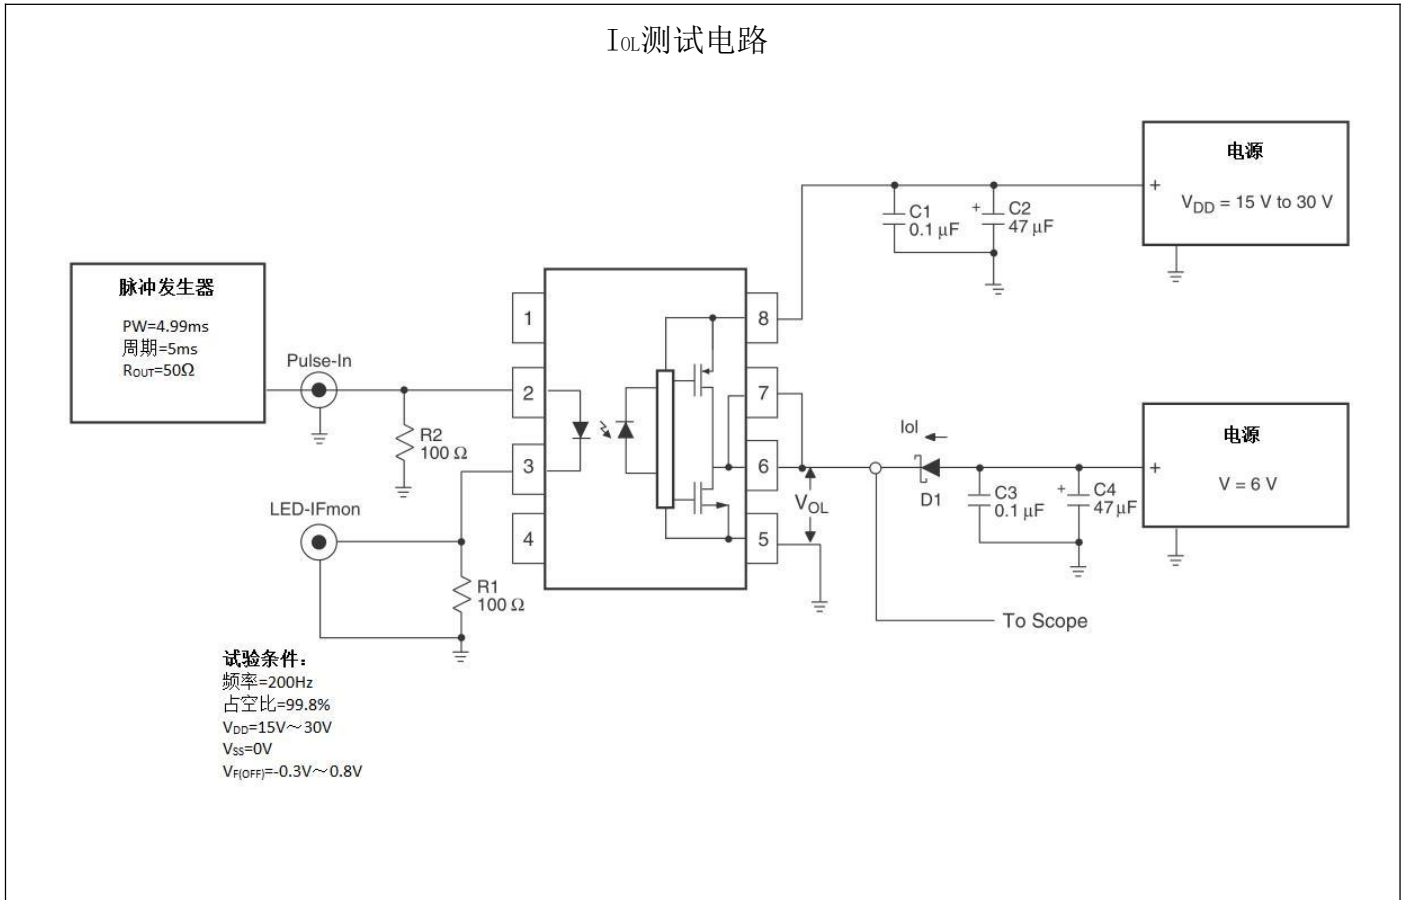 IOL测试电路
电源
+
VDD = 15 V to 30 V
C1
0.1 μF
+
C2
47 μF
脉冲发生器
PW=4.99ms
周期=5ms
ROUT=50Ω
Pulse-In
R2
100 Ω
LED-IFmon
R1
100 Ω
1
2
3
4
8
7
6
5
VOL
Iol
D1
C3
0.1 μF
+
C4
47 μF
电源
+
V = 6 V
To Scope
试验条件：
频率=200Hz
占空比=99.8%
VDD=15V～30V
VSS=0V
VF(OFF)=-0.3V～0.8V